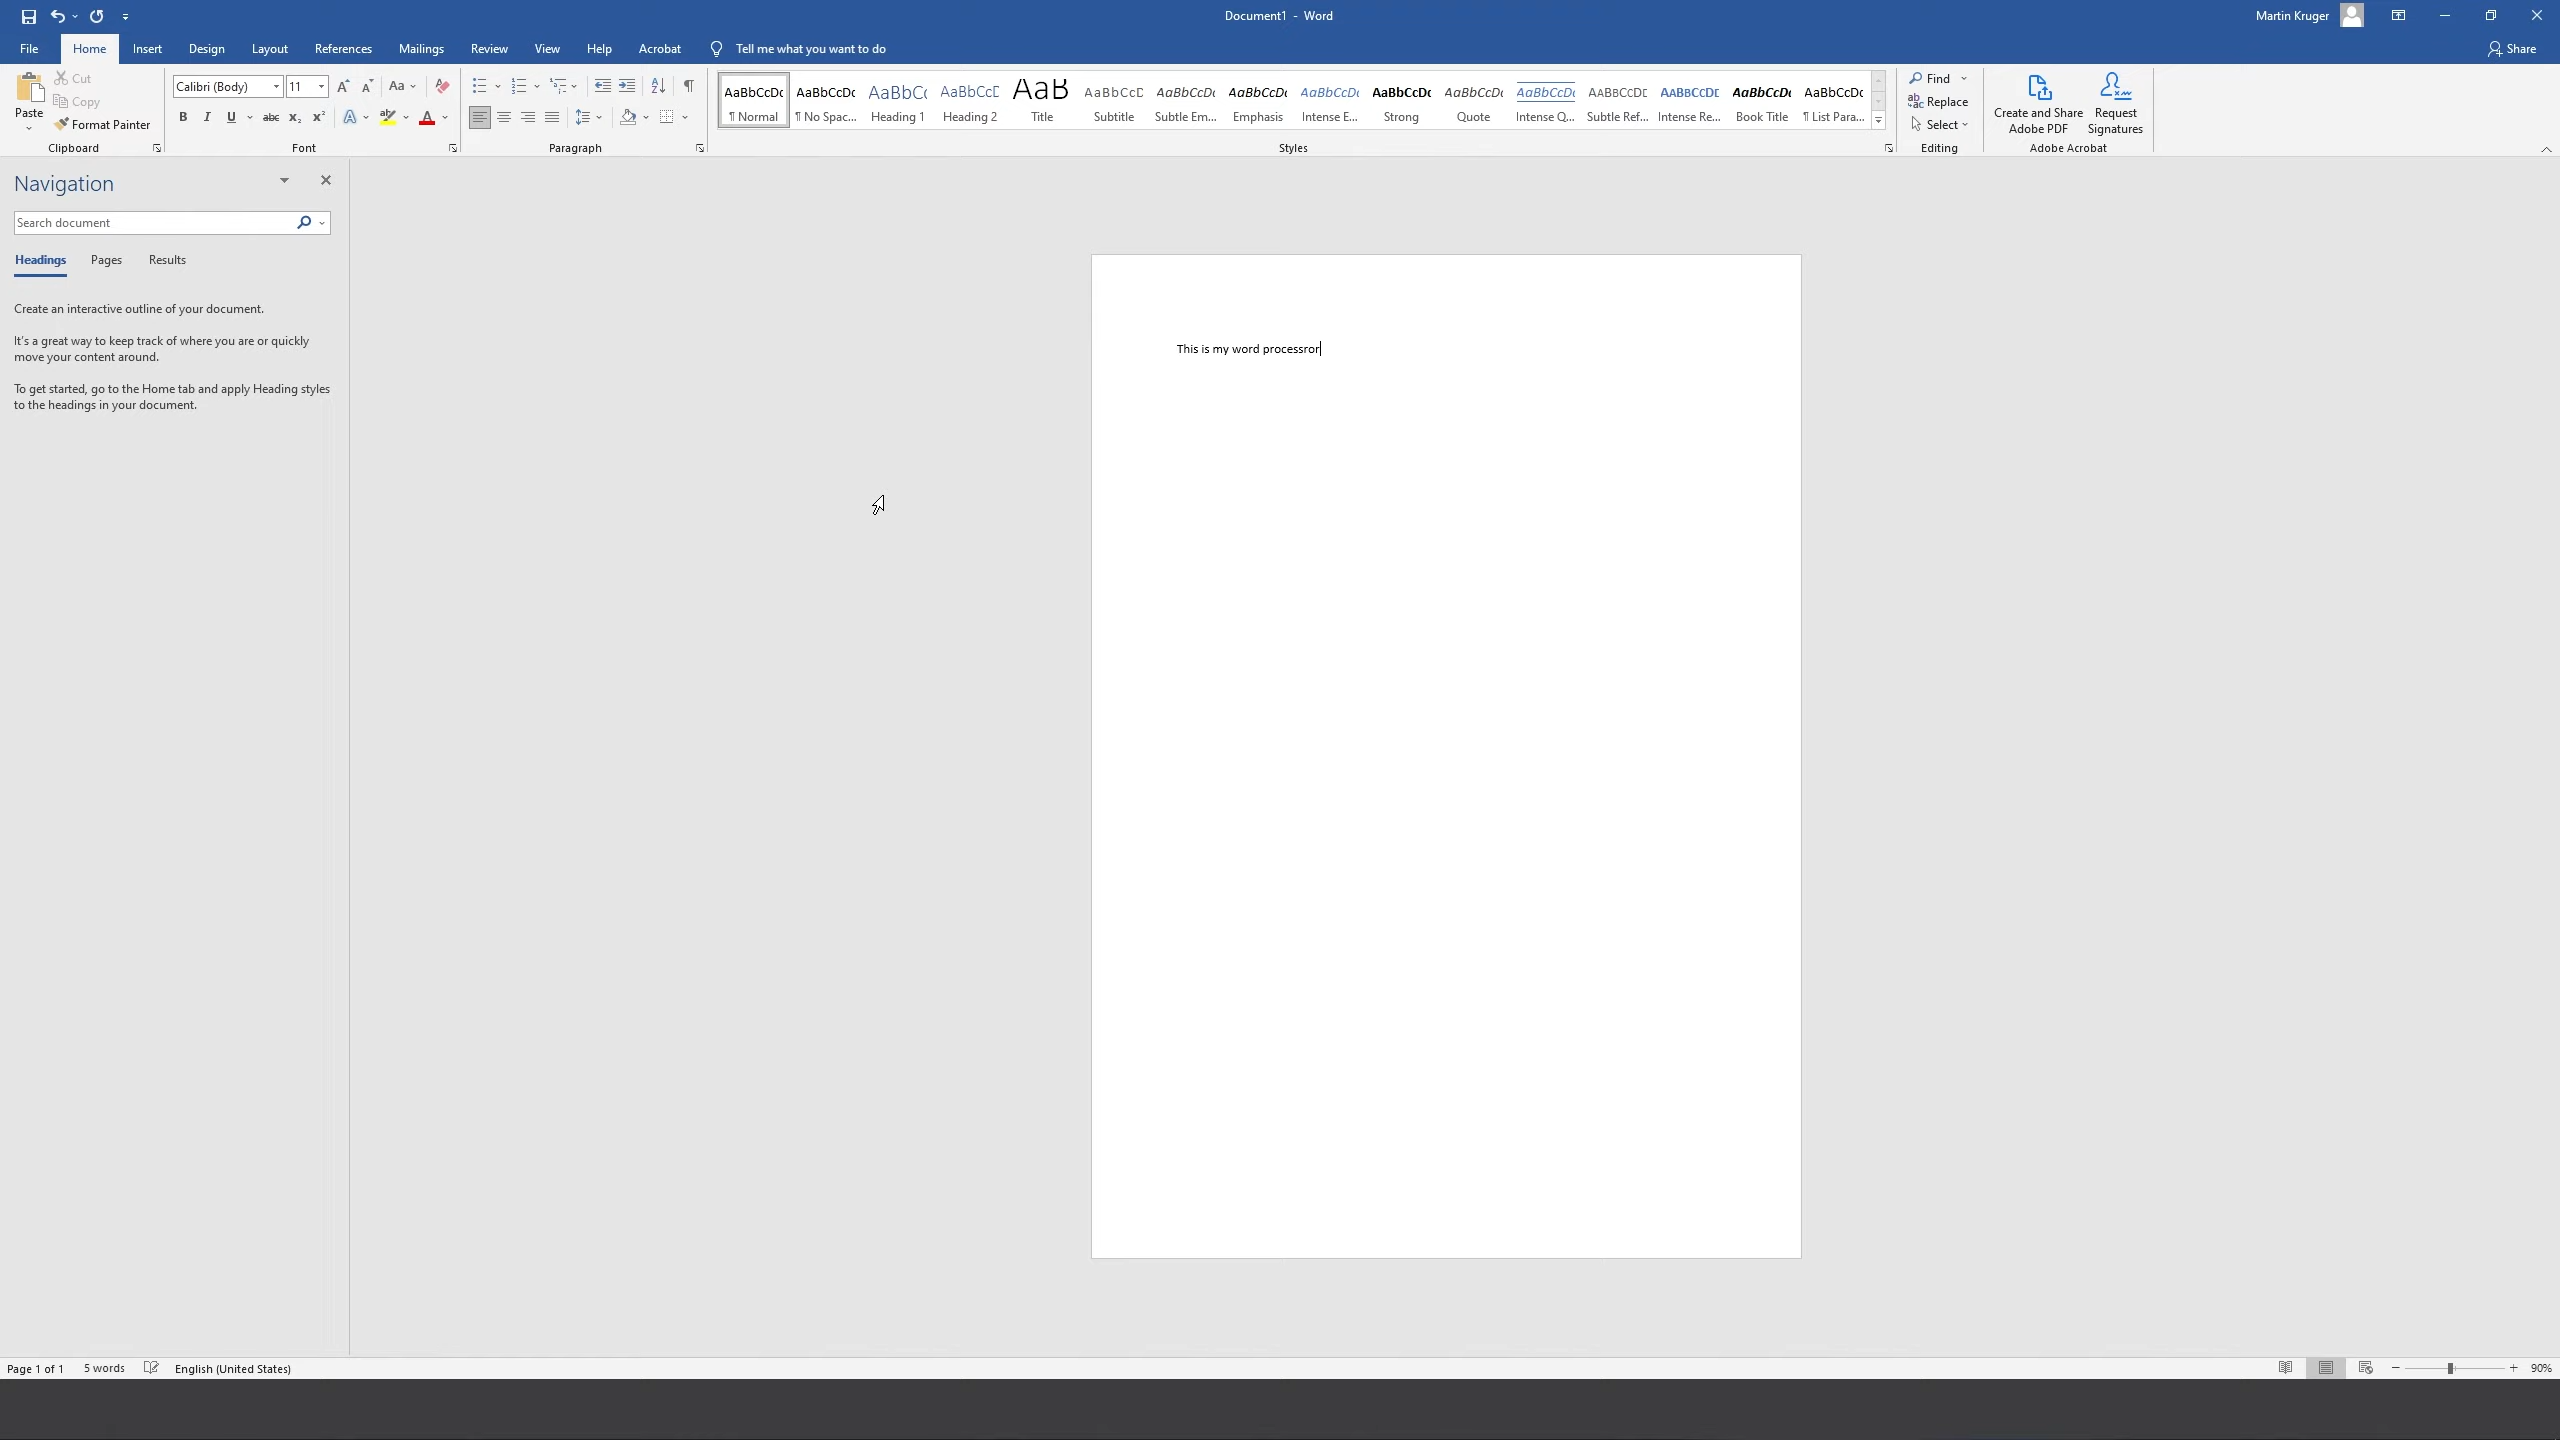 Document1 - Word
Martin Kruger
File Home Insert Design Layout References Mailings Review View Help Acrobat Tell me what you want to do Share
Paste
Cut
Copy
Format Painter
Clipboard
Calibri (Body) 11
Font
Paragraph
AaBbCcDc AaBbCcDc AaBbCc AaBbCcD AaB AaBbCcD AaBbCcDc AaBbCcDc AaBbCcDc AaBbCcDc AaBbCcDc AaBbCcDc AaBbCcDd AaBbCcDd AaBbCcDc AaBbCcDc
¶ Normal ¶ No Spac... Heading 1 Heading 2 Title Subtitle Subtle Em... Emphasis Intense E... Strong Quote Intense Q... Subtle Ref... Intense Re... Book Title ¶ List Para...
Styles
Find
Replace
Select
Editing
Create and Share
Adobe PDF
Request
Signatures
Adobe Acrobat
Navigation
Search document
Headings Pages Results
Create an interactive outline of your document.
It's a great way to keep track of where you are or quickly
move your content around.
To get started, go to the Home tab and apply Heading styles
to the headings in your document.
This is my word processror
Page 1 of 1 5 words English (United States) 90%